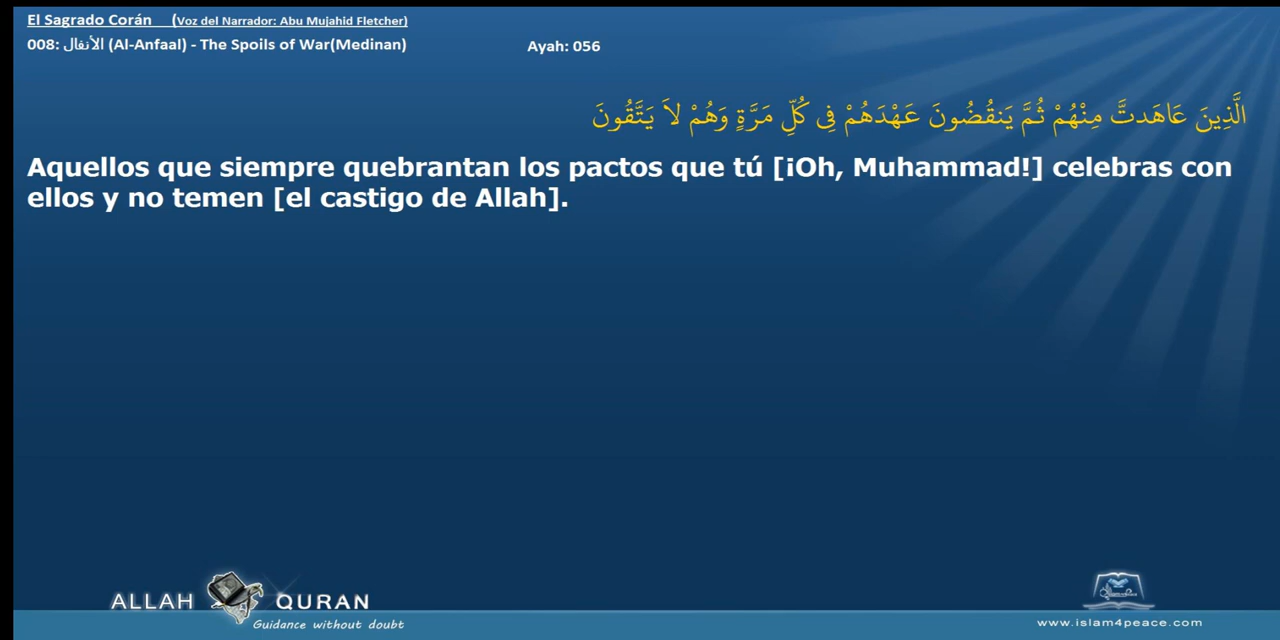 El Sagrado Corán (Voz del Narrador: Abu Mujahid Fletcher)
008: الأنفال (Al-Anfaal) - The Spoils of War(Medinan) Ayah: 056
الَّذِينَ عَاهَدتَّ مِنْهُمْ ثُمَّ يَنقُضُونَ عَهْدَهُمْ فِى كُلِّ مَرَّةٍ وَهُمْ لاَ يَتَّقُونَ
Aquellos que siempre quebrantan los pactos que tú [¡Oh, Muhammad!] celebras con
ellos y no temen [el castigo de Allah].
ALLAH QURAN
Guidance without doubt
www.islam4peace.com